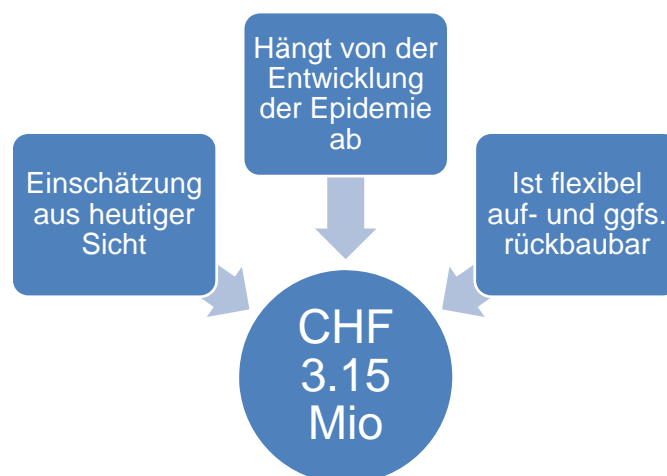 Hängt von der
Entwicklung
der Epidemie
ab
Einschätzung
aus heutiger
Sicht
Ist flexibel
auf- und ggfs.
rückbaubar
CHF
3.15
Mio